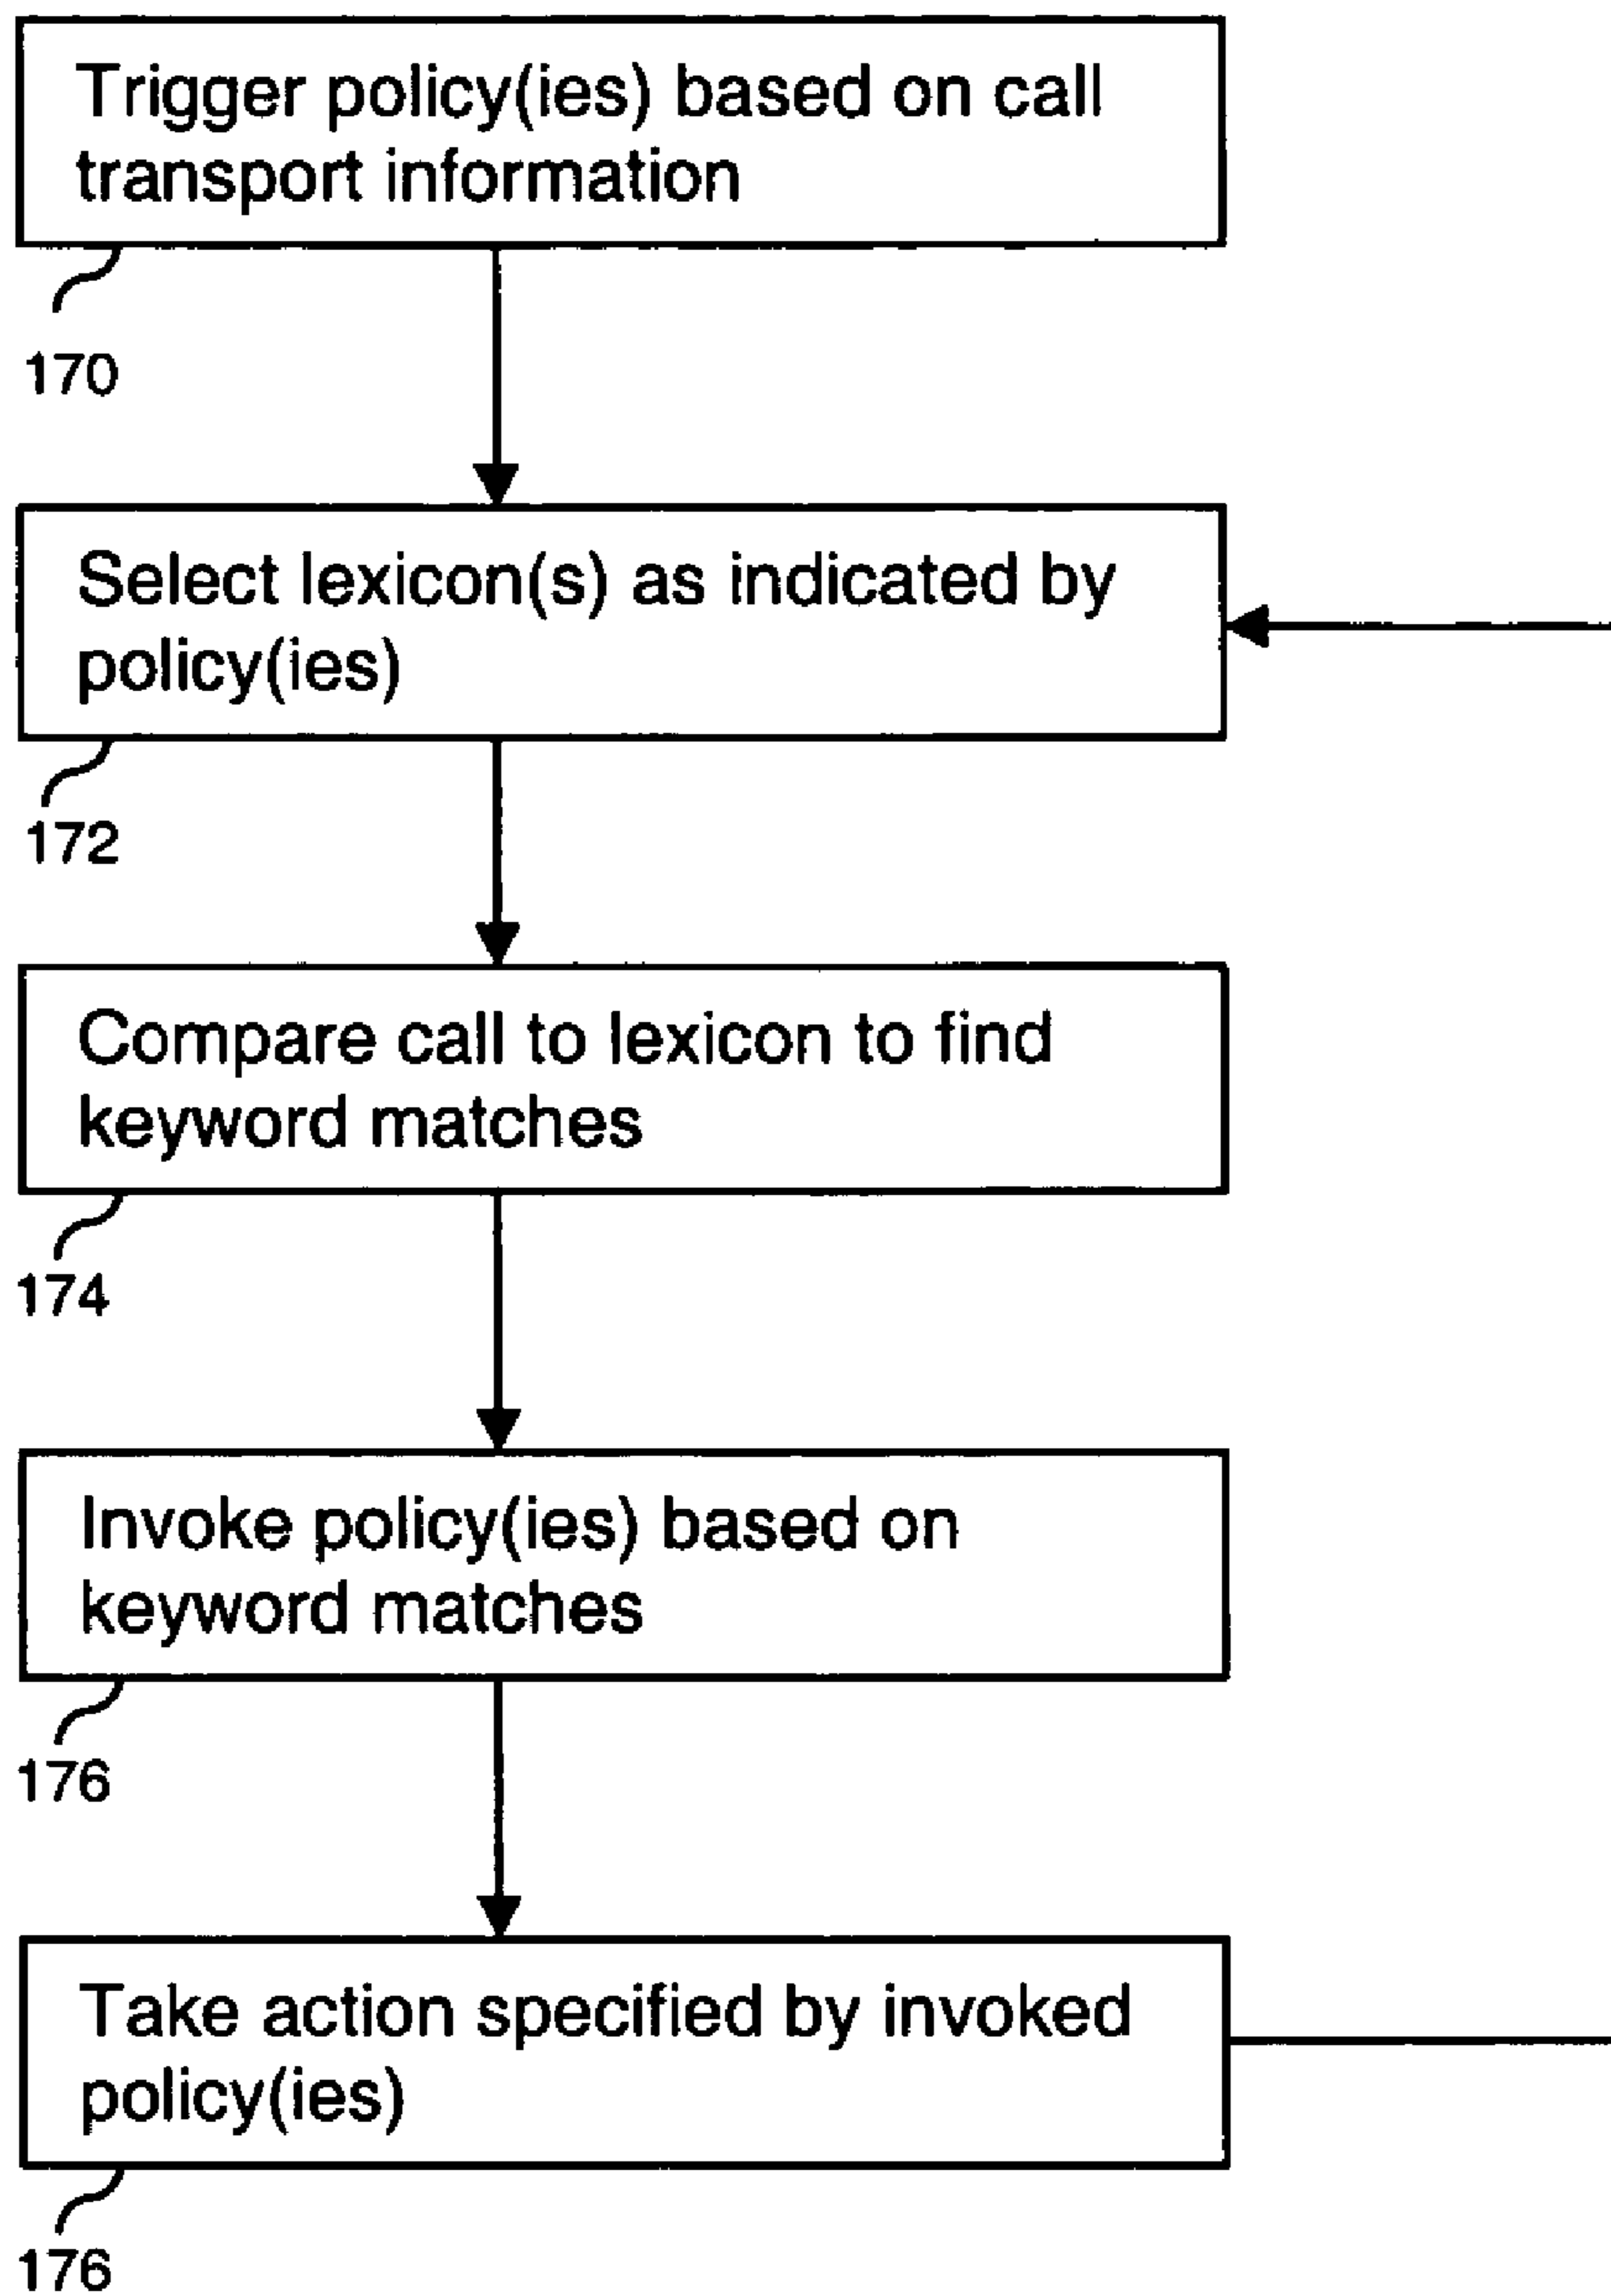 Trigger policy(ies) based on call
transport information
170
Select lexicon(s) as indicated by
policy(ies)
172
Compare call to lexicon to find
keyword matches
174
Invoke policy(ies) based on
keyword matches
176
Take action specified by invoked
policy(ies)
176